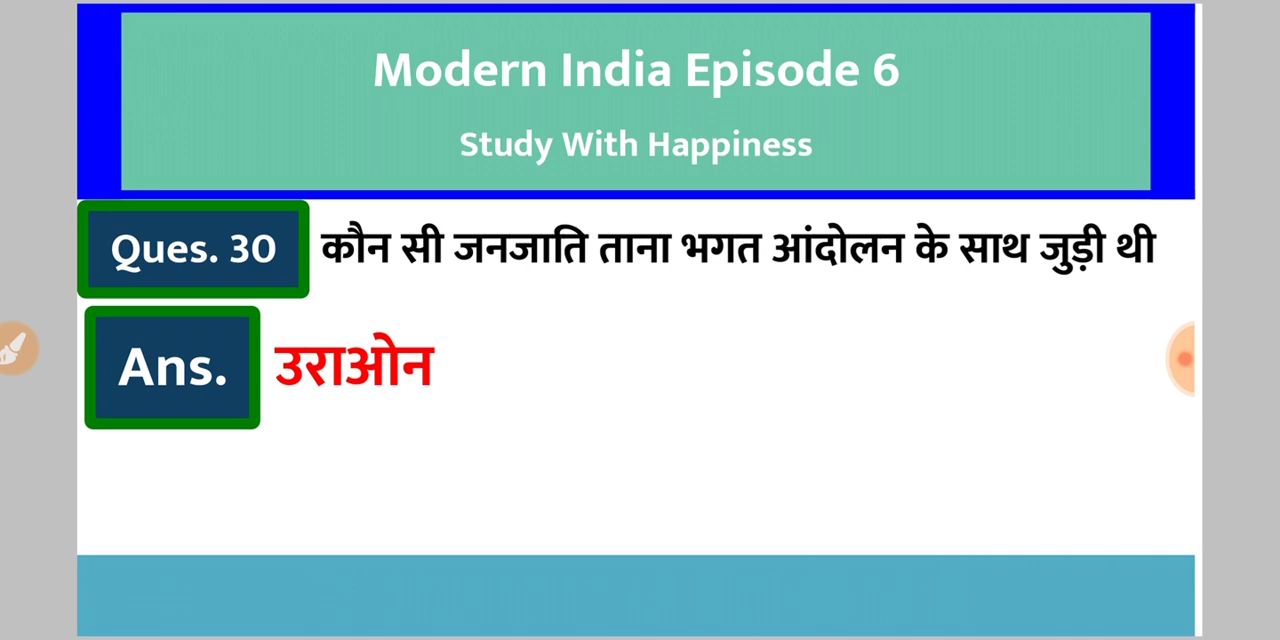 Modern India Episode 6
Study With Happiness
Ques. 30 कौन सी जनजाति ताना भगत आंदोलन के साथ जुड़ी थी
Ans. उराओन